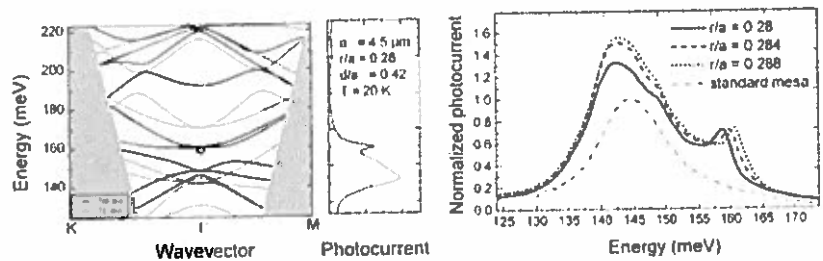 220
200
180
160
140
Energy (meV)
K
Γ
M
Wavevector
a = 4.5 μm
r/a = 0.28
d/a = 0.42
T = 20 K
Photocurrent
r/a = 0.28
r/a = 0.284
r/a = 0.288
standard mesa
1.6
1.4
1.2
1.0
0.8
0.6
0.4
0.2
0.0
Normalized photocurrent
125 130 135 140 145 150 155 160 165 170
Energy (meV)